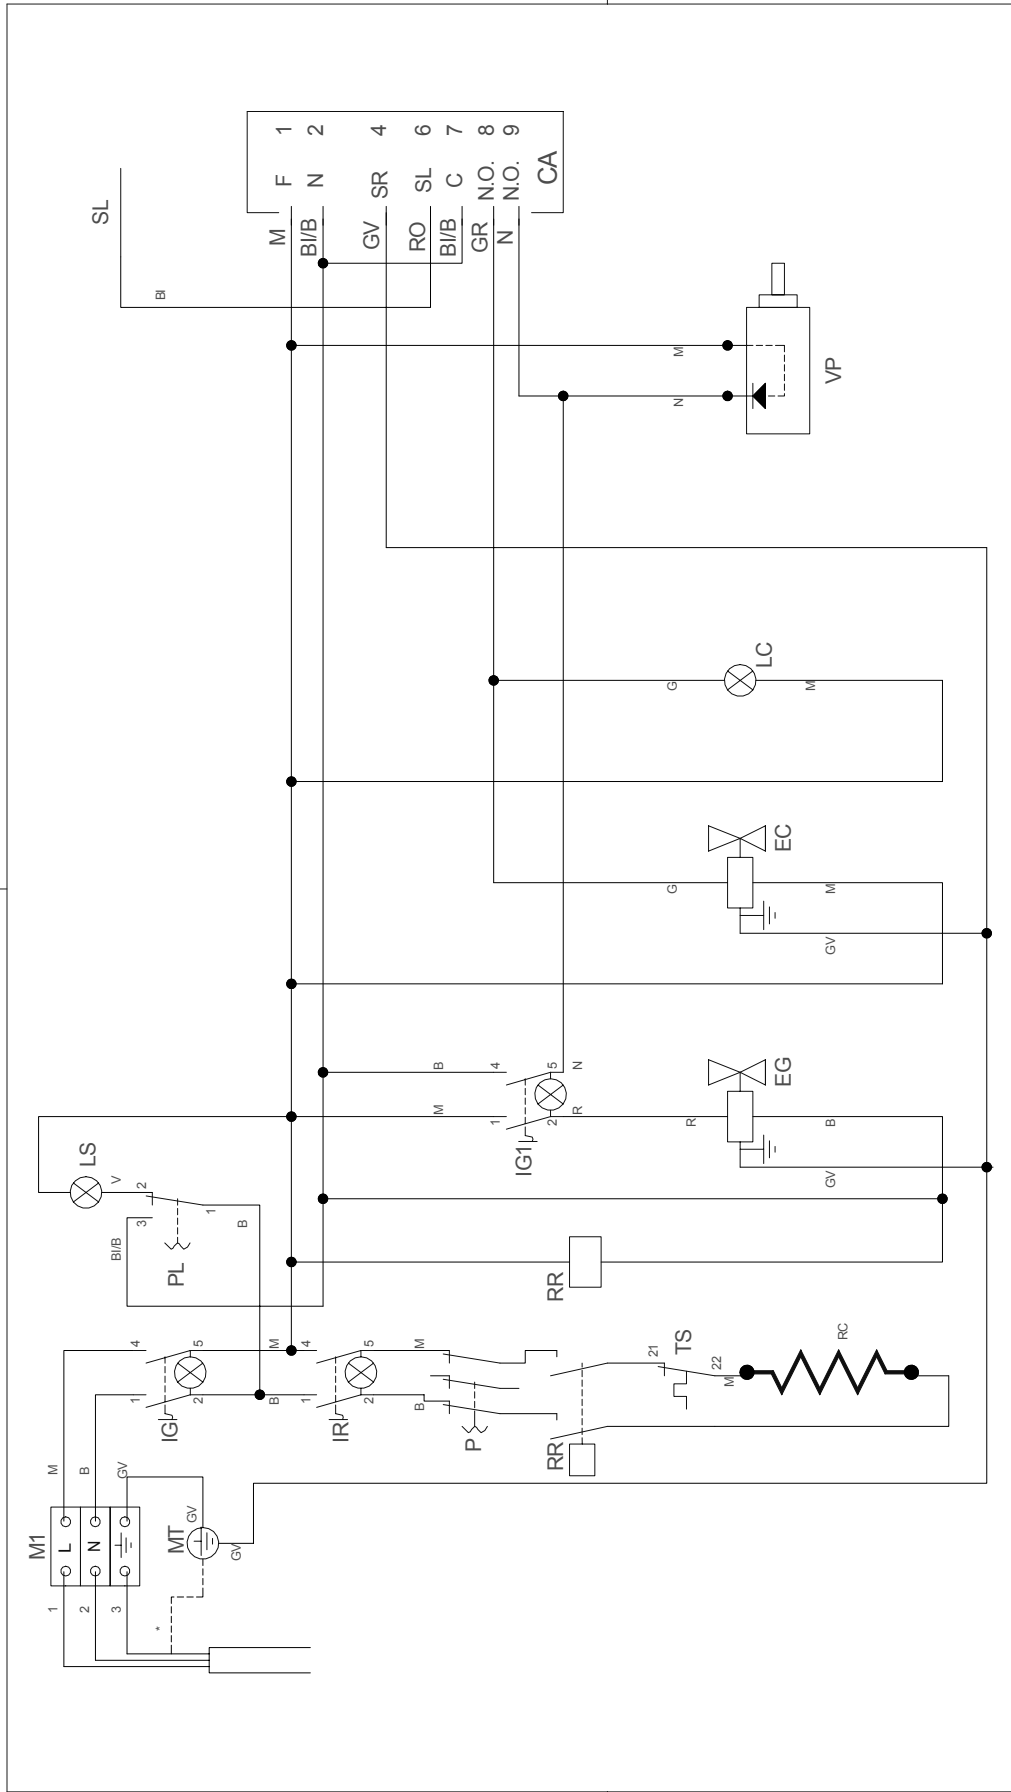 M1
L
N
1
2
3
M
B
GV
MT
GV
GV
*
IG
1
4
2
5
B
M
LS
V
2
3
1
B
BI/B
PL
SL
BI
IR
1
4
2
5
B
M
P
RR
21
TS
22
M
RC
RR
M
B
1
4
IG1
2
5
R
N
R
EG
B
GV
G
EC
M
GV
G
LC
M
M
N
VP
M F 1
BI/B N 2
GV SR 4
RO SL 6
BI/B C 7
GR N.O. 8
N N.O. 9
CA